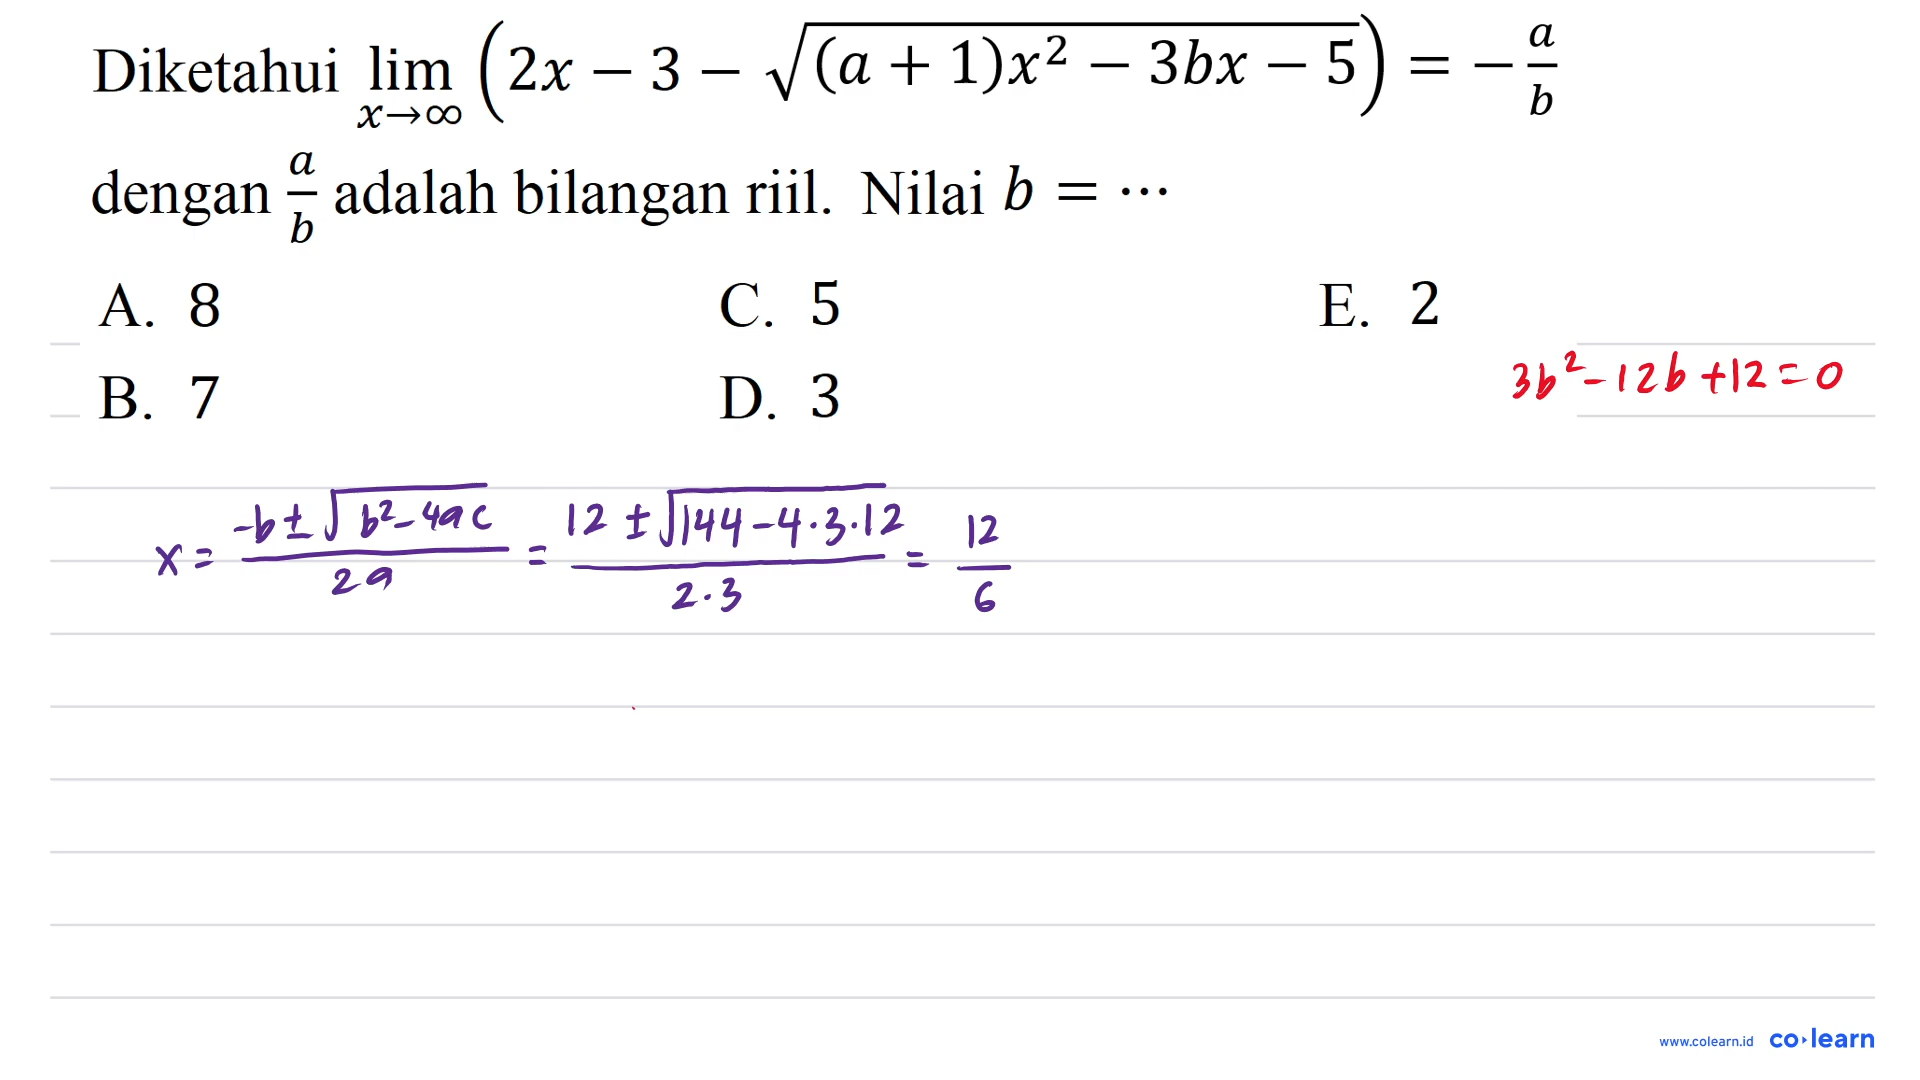 Diketahui lim x→∞ (2x − 3 − √((a + 1)x² − 3bx − 5)) = − a/b
dengan a/b adalah bilangan riil. Nilai b = ⋯
A. 8 C. 5 E. 2
B. 7 D. 3
3b² − 12b + 12 = 0
x = (−b ± √(b² − 4ac))/(2a) = (12 ± √(144 − 4·3·12))/(2·3) = 12/6
www.colearn.id co·learn